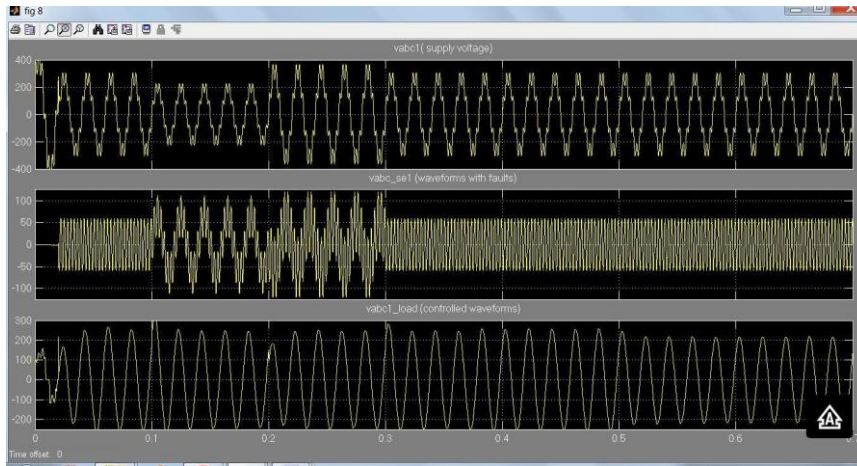 fig 8
vabc1( supply voltage)
400
200
0
-200
-400
vabc_se1 (waveforms with faults)
100
50
0
-50
-100
vabc1_load (controlled waveforms)
300
200
100
0
-100
-200
0 0.1 0.2 0.3 0.4 0.5 0.6 0.7
Time offset: 0